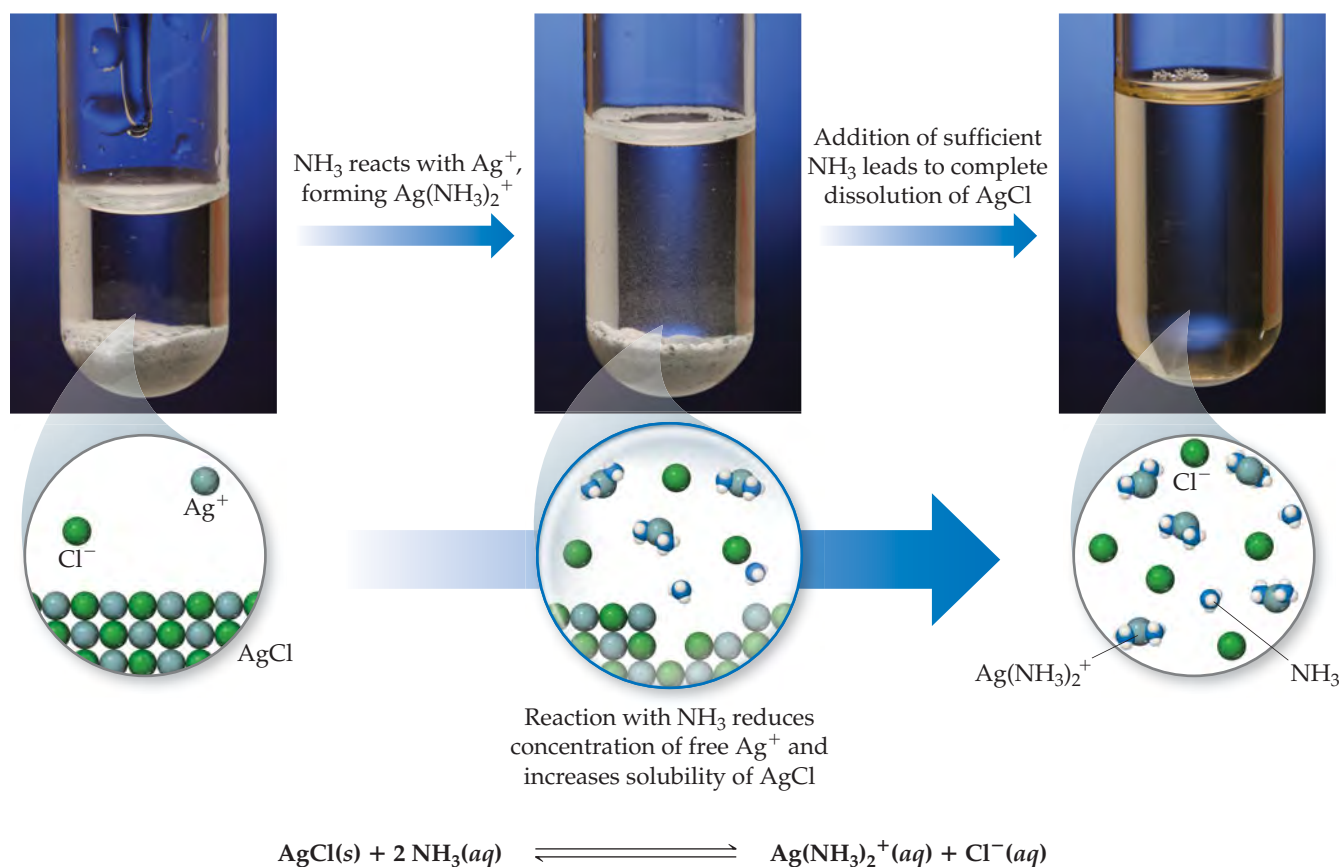 NH₃ reacts with Ag⁺,
forming Ag(NH₃)₂⁺
Addition of sufficient
NH₃ leads to complete
dissolution of AgCl
Ag⁺
Cl⁻
AgCl
Cl⁻
Ag(NH₃)₂⁺
NH₃
Reaction with NH₃ reduces
concentration of free Ag⁺ and
increases solubility of AgCl
AgCl(s) + 2 NH₃(aq) ⇌ Ag(NH₃)₂⁺(aq) + Cl⁻(aq)